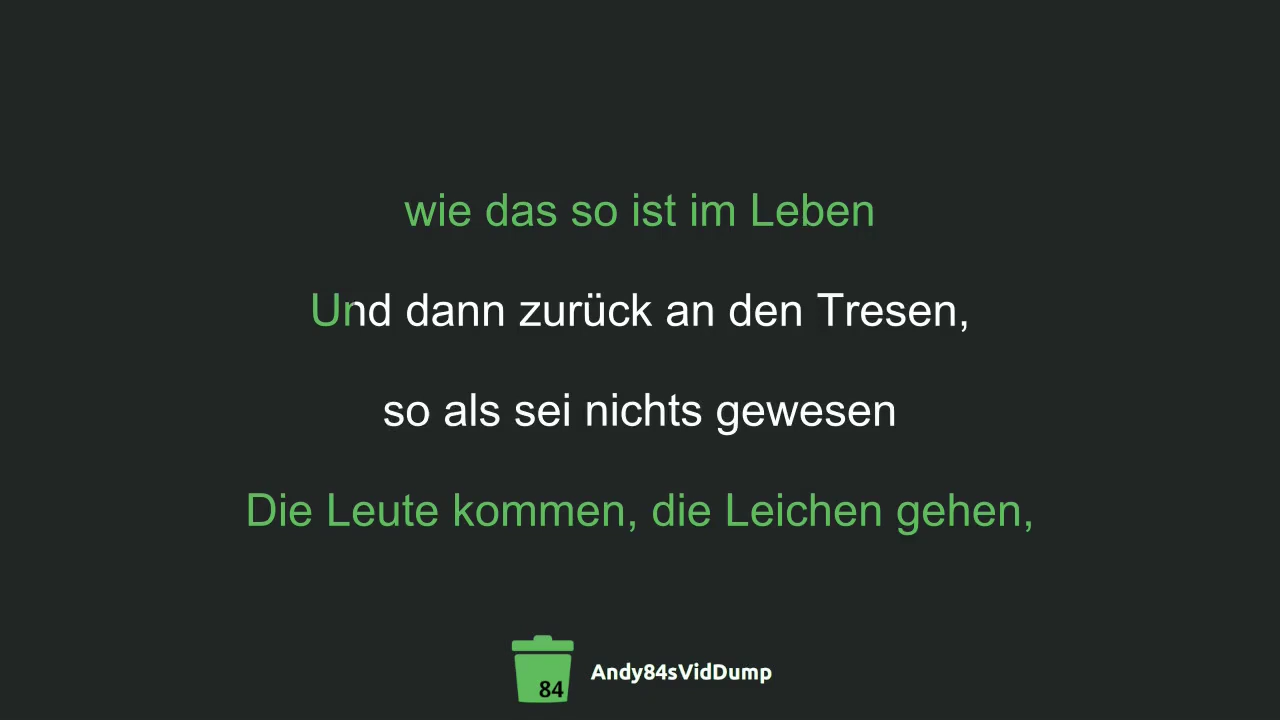 wie das so ist im Leben
Und dann zurück an den Tresen,
so als sei nichts gewesen
Die Leute kommen, die Leichen gehen,
84
Andy84sVidDump